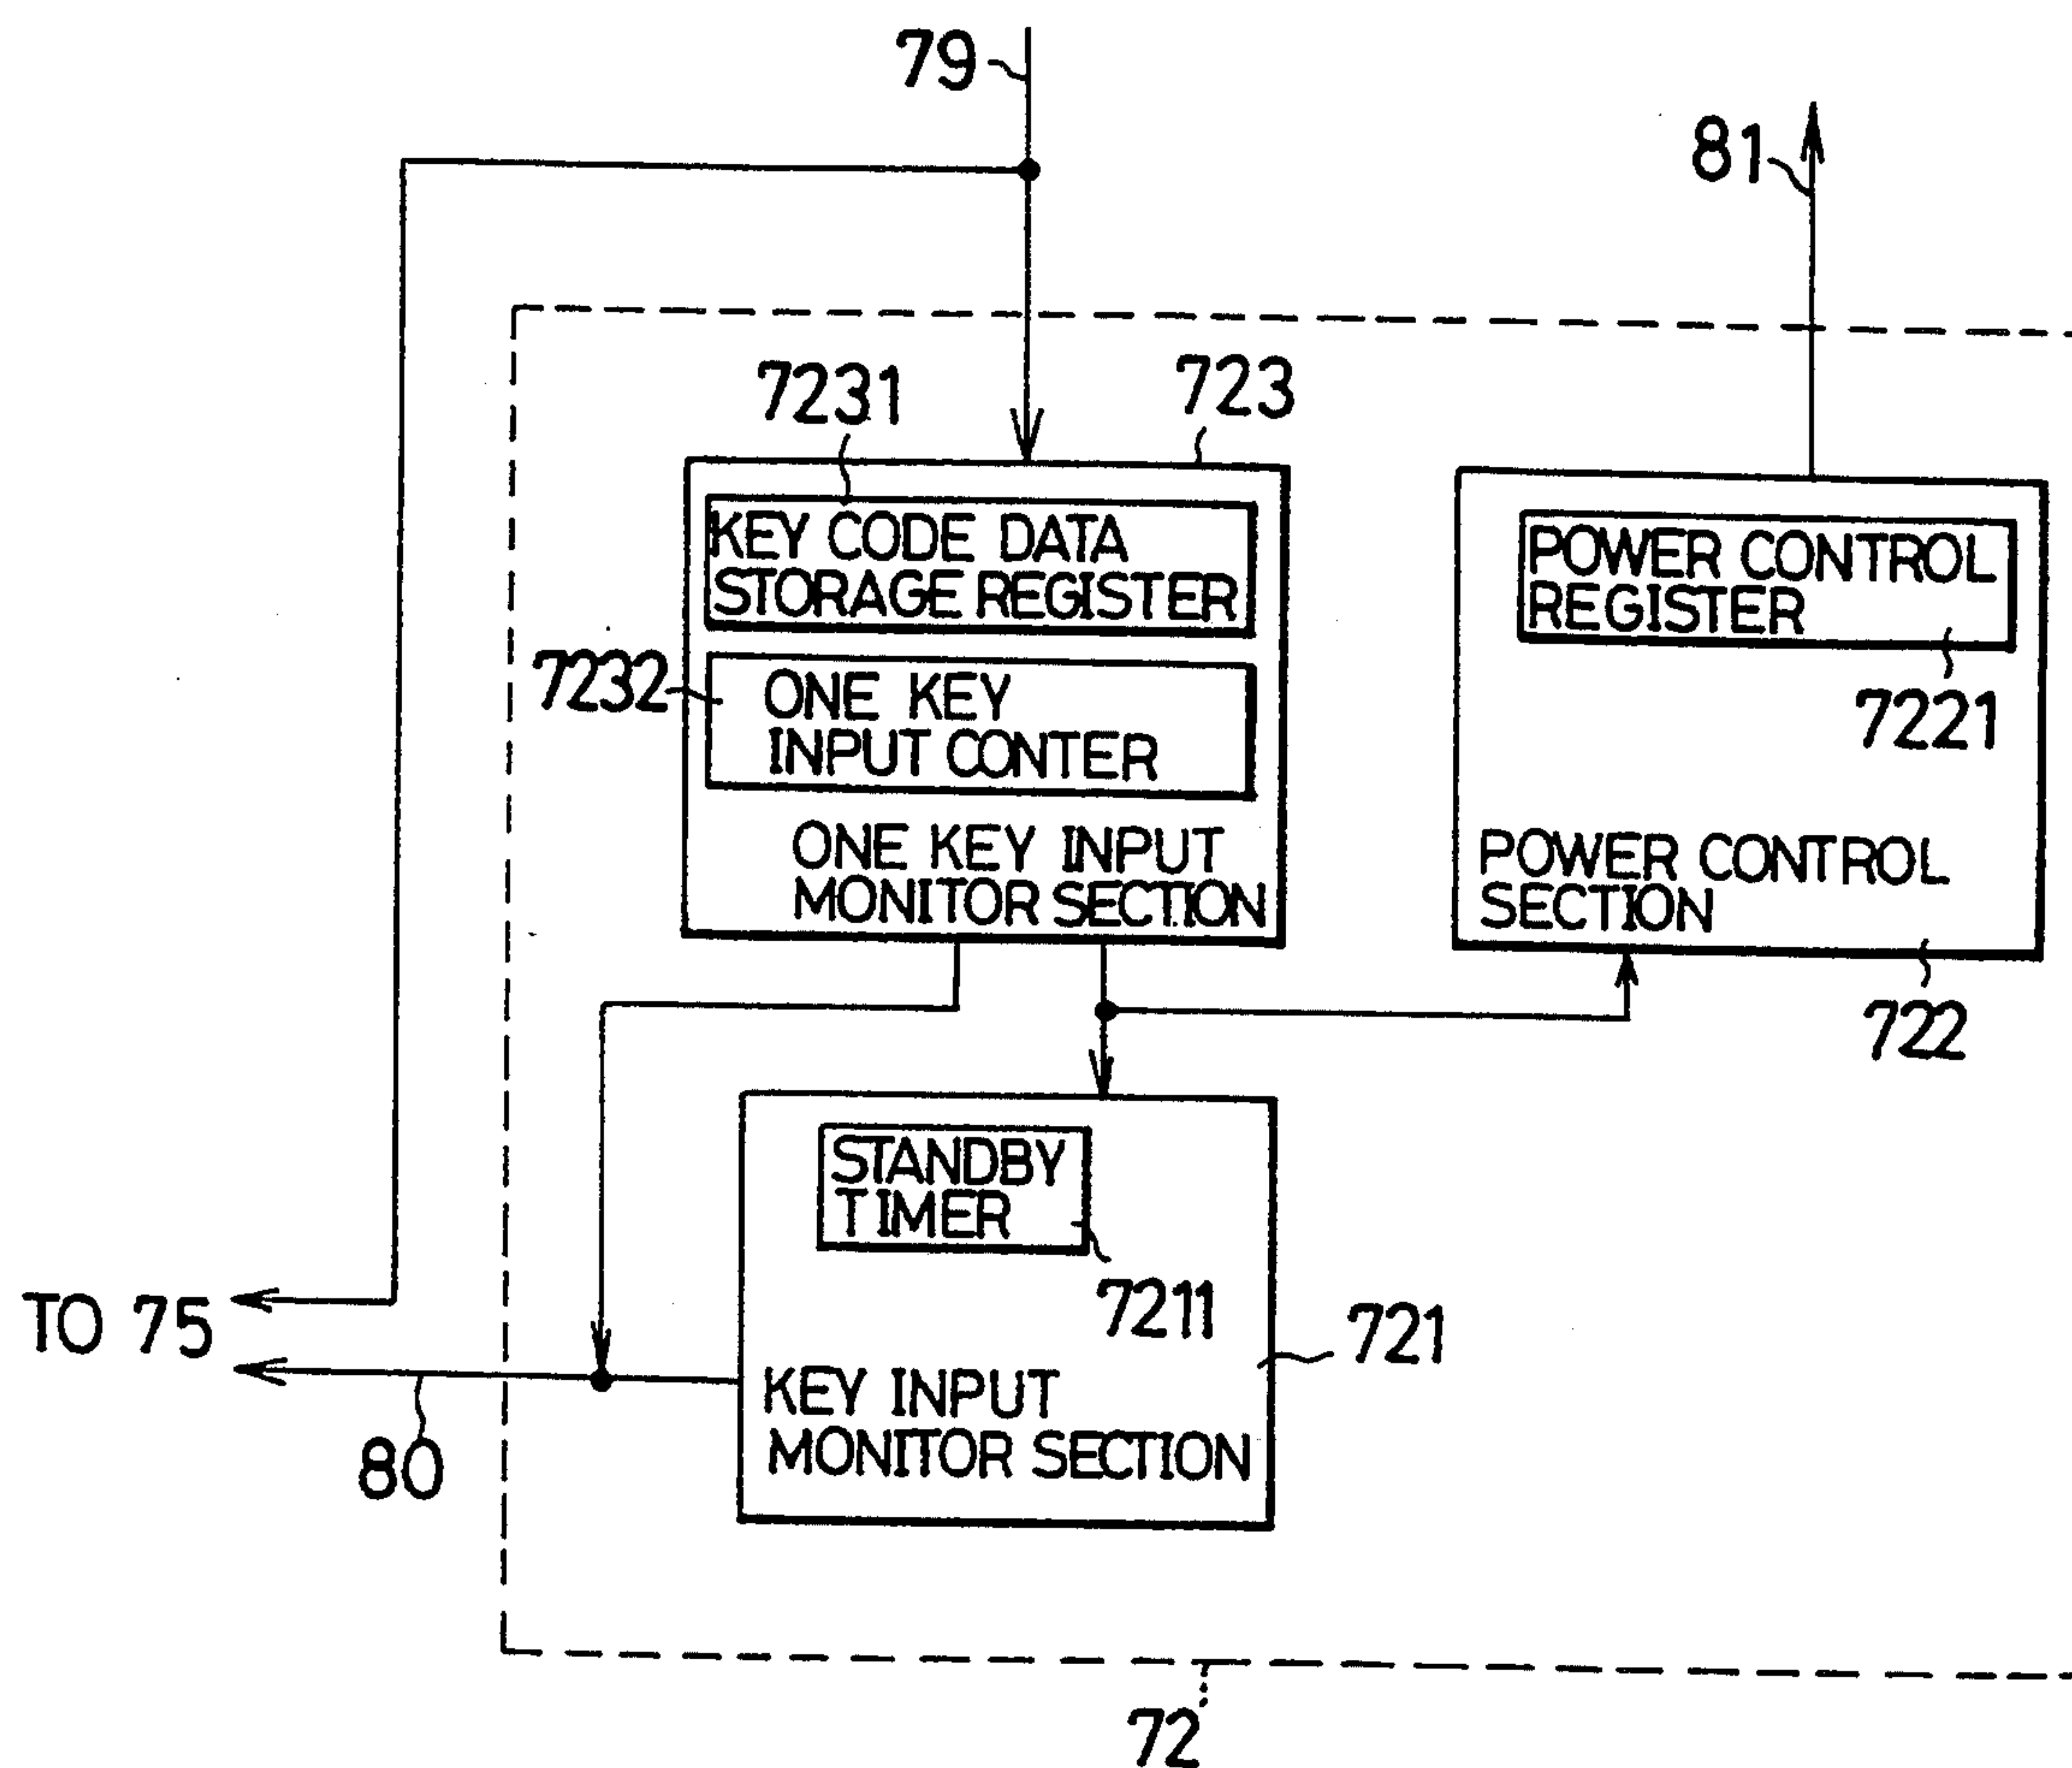 79
81
7231
723
KEY CODE DATA
STORAGE REGISTER
7232
ONE KEY
INPUT CONTER
ONE KEY INPUT
MONITOR SECTION
POWER CONTROL
REGISTER
7221
POWER CONTROL
SECTION
722
STANDBY
TIMER
7211
721
KEY INPUT
MONITOR SECTION
TO 75
80
72